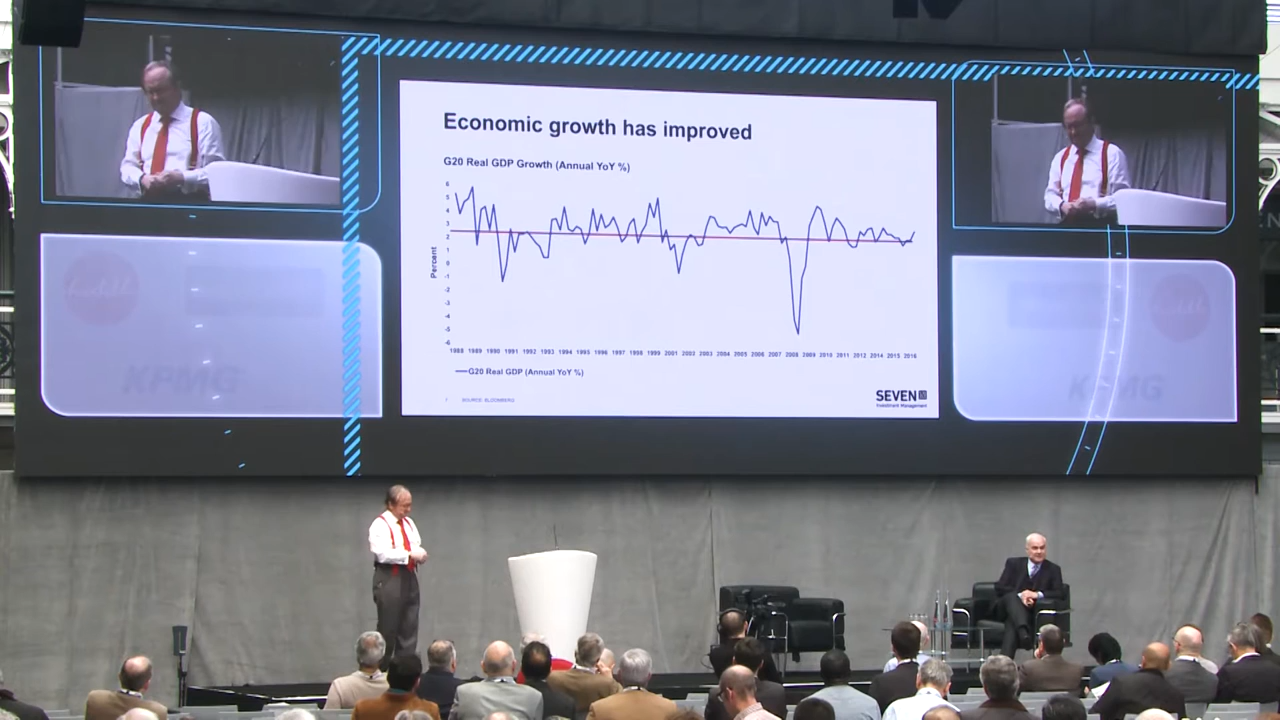 Economic growth has improved
G20 Real GDP Growth (Annual YoY %)
5
4
3
2
0
-1
-2
-3
-4
-5
-6
Percent
1988 1989 1990 1991 1992 1993 1994 1995 1996 1997 1998 1999 2001 2002 2003 2004 2005 2006 2007 2008 2009 2010 2011 2012 2014 2015 2016
G20 Real GDP (Annual YoY %)
7 SOURCE: BLOOMBERG
SEVEN
Investment Management
KPMG
KPMG